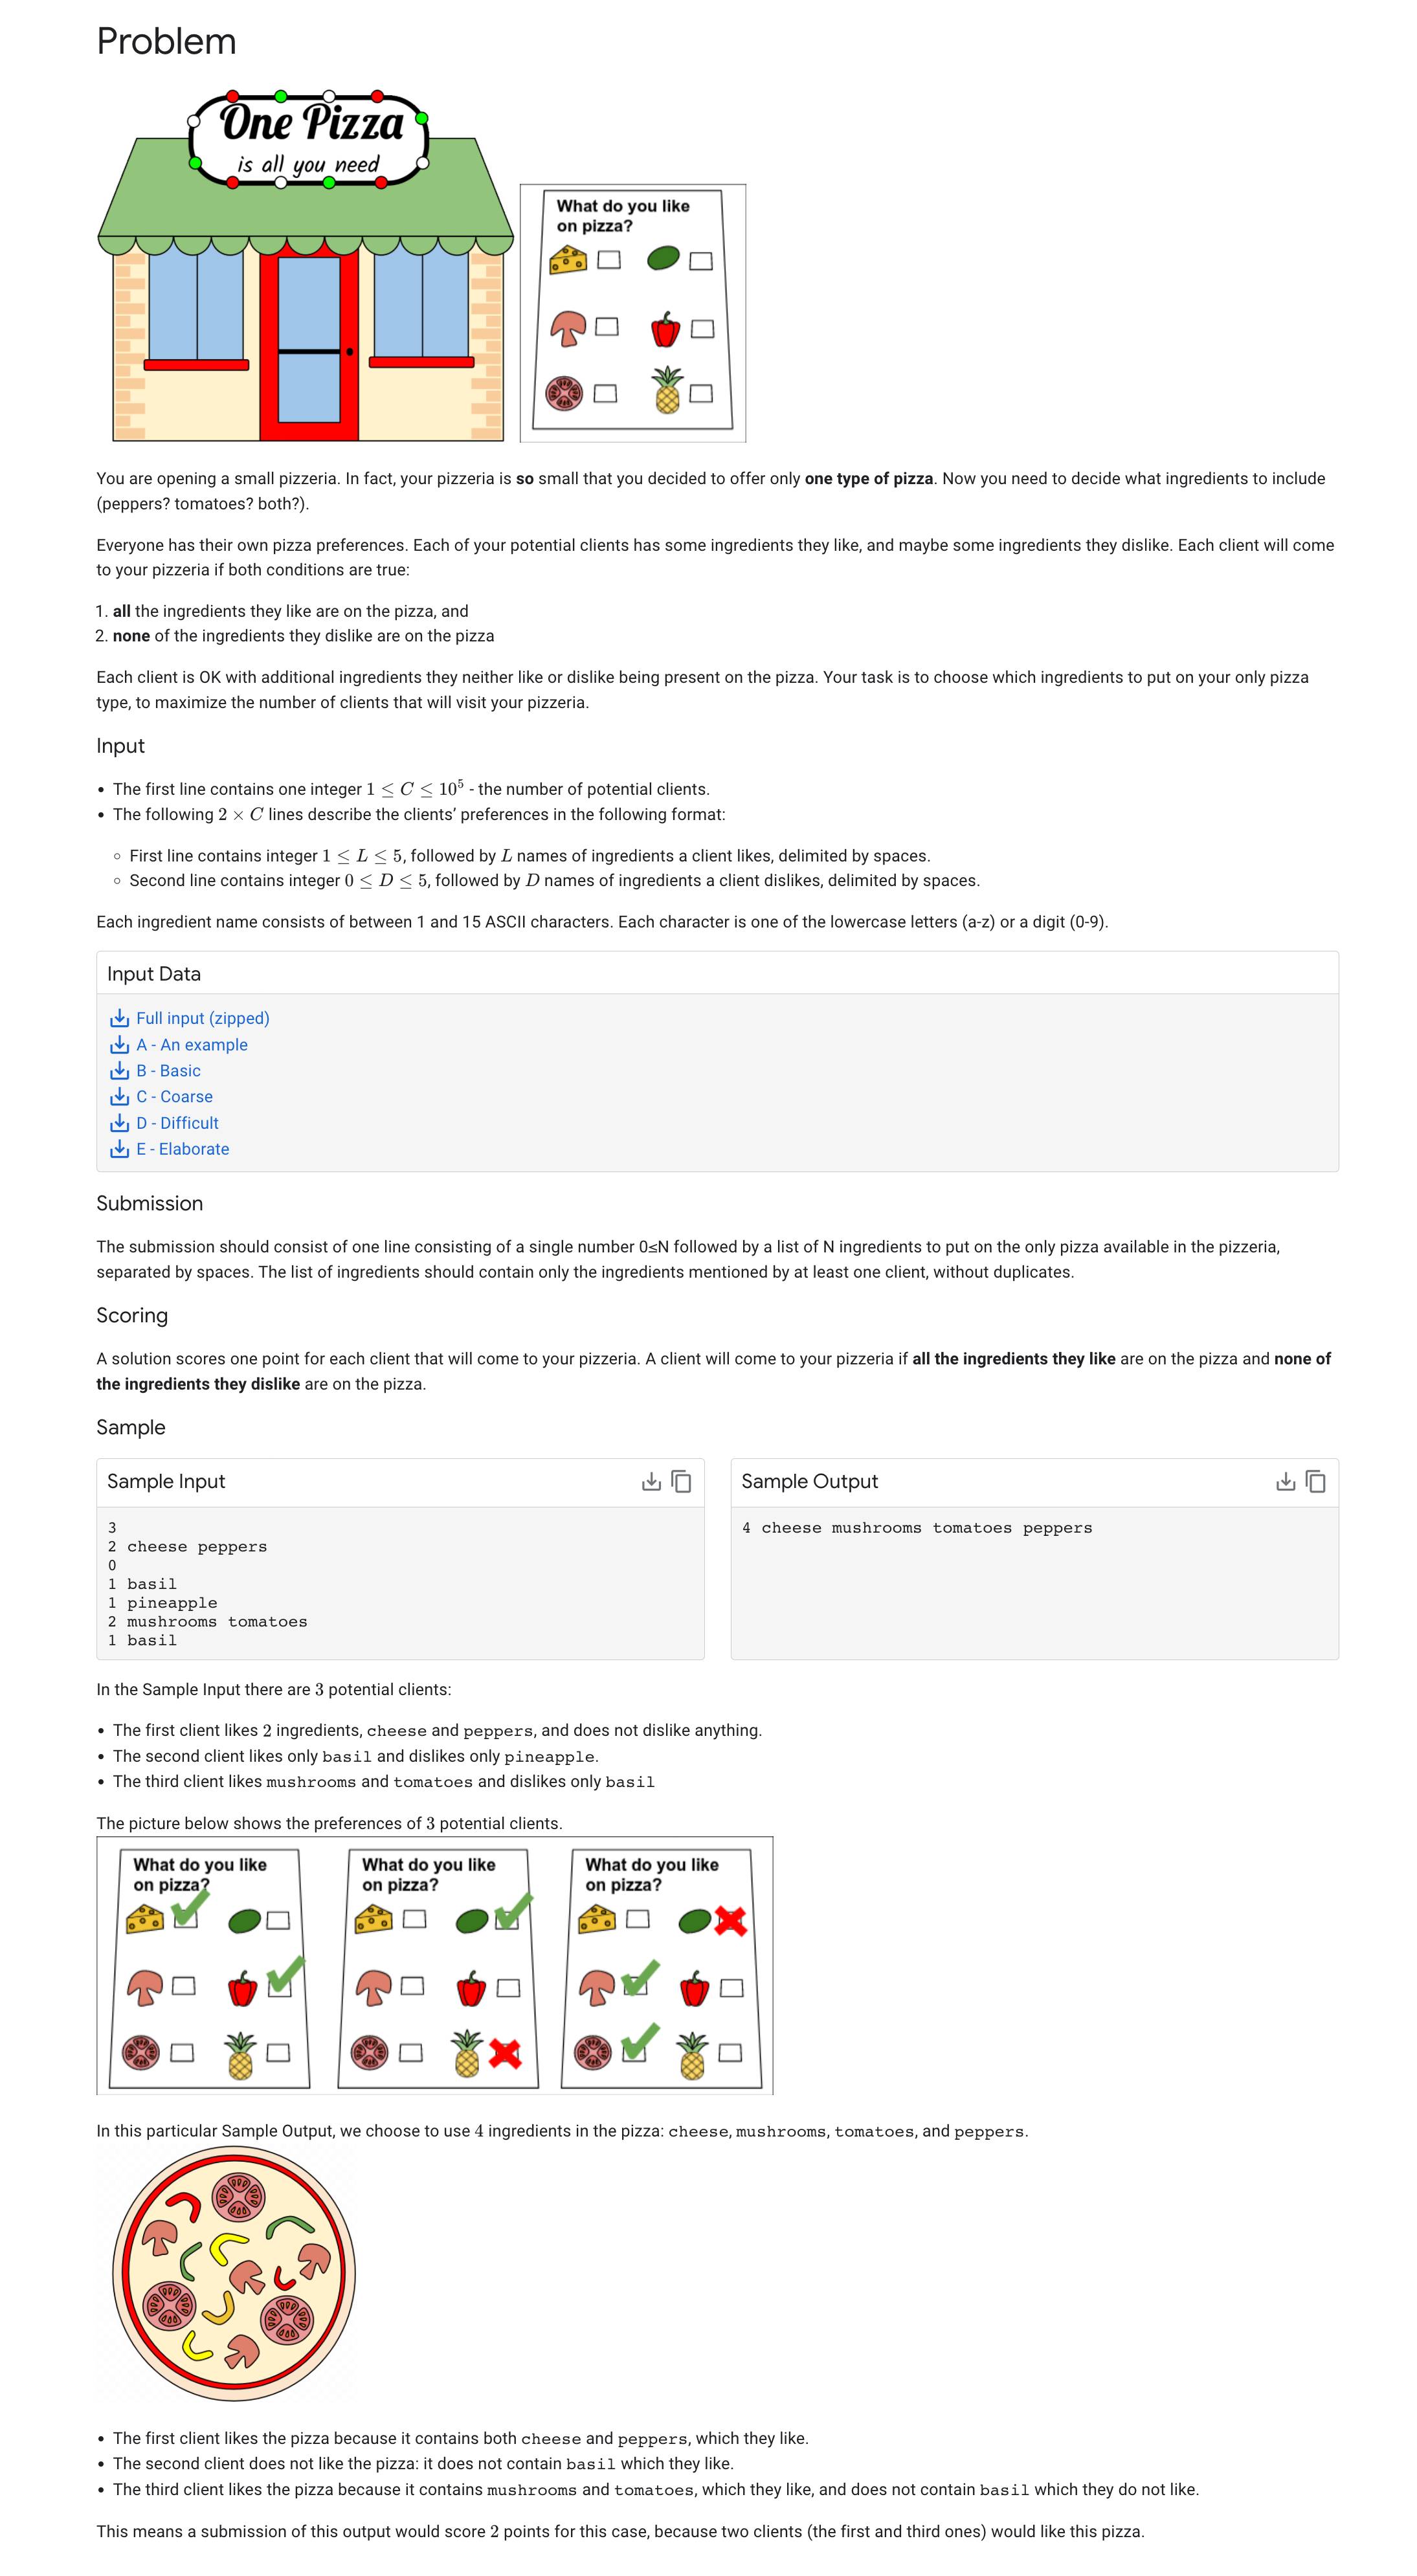 Problem
One Pizza
is all you need
What do you like
on pizza?
You are opening a small pizzeria. In fact, your pizzeria is so small that you decided to offer only one type of pizza. Now you need to decide what ingredients to include
(peppers? tomatoes? both?).
Everyone has their own pizza preferences. Each of your potential clients has some ingredients they like, and maybe some ingredients they dislike. Each client will come
to your pizzeria if both conditions are true:
1. all the ingredients they like are on the pizza, and
2. none of the ingredients they dislike are on the pizza
Each client is OK with additional ingredients they neither like or dislike being present on the pizza. Your task is to choose which ingredients to put on your only pizza
type, to maximize the number of clients that will visit your pizzeria.
Input
• The first line contains one integer 1 ≤ C ≤ 10⁵ - the number of potential clients.
• The following 2 × C lines describe the clients’ preferences in the following format:
◦ First line contains integer 1 ≤ L ≤ 5, followed by L names of ingredients a client likes, delimited by spaces.
◦ Second line contains integer 0 ≤ D ≤ 5, followed by D names of ingredients a client dislikes, delimited by spaces.
Each ingredient name consists of between 1 and 15 ASCII characters. Each character is one of the lowercase letters (a-z) or a digit (0-9).
Input Data
Full input (zipped)
A - An example
B - Basic
C - Coarse
D - Difficult
E - Elaborate
Submission
The submission should consist of one line consisting of a single number 0≤N followed by a list of N ingredients to put on the only pizza available in the pizzeria,
separated by spaces. The list of ingredients should contain only the ingredients mentioned by at least one client, without duplicates.
Scoring
A solution scores one point for each client that will come to your pizzeria. A client will come to your pizzeria if all the ingredients they like are on the pizza and none of
the ingredients they dislike are on the pizza.
Sample
Sample Input
3
2 cheese peppers
0
1 basil
1 pineapple
2 mushrooms tomatoes
1 basil
Sample Output
4 cheese mushrooms tomatoes peppers
In the Sample Input there are 3 potential clients:
• The first client likes 2 ingredients, cheese and peppers, and does not dislike anything.
• The second client likes only basil and dislikes only pineapple.
• The third client likes mushrooms and tomatoes and dislikes only basil
The picture below shows the preferences of 3 potential clients.
What do you like
on pizza?
What do you like
on pizza?
What do you like
on pizza?
In this particular Sample Output, we choose to use 4 ingredients in the pizza: cheese, mushrooms, tomatoes, and peppers.
• The first client likes the pizza because it contains both cheese and peppers, which they like.
• The second client does not like the pizza: it does not contain basil which they like.
• The third client likes the pizza because it contains mushrooms and tomatoes, which they like, and does not contain basil which they do not like.
This means a submission of this output would score 2 points for this case, because two clients (the first and third ones) would like this pizza.